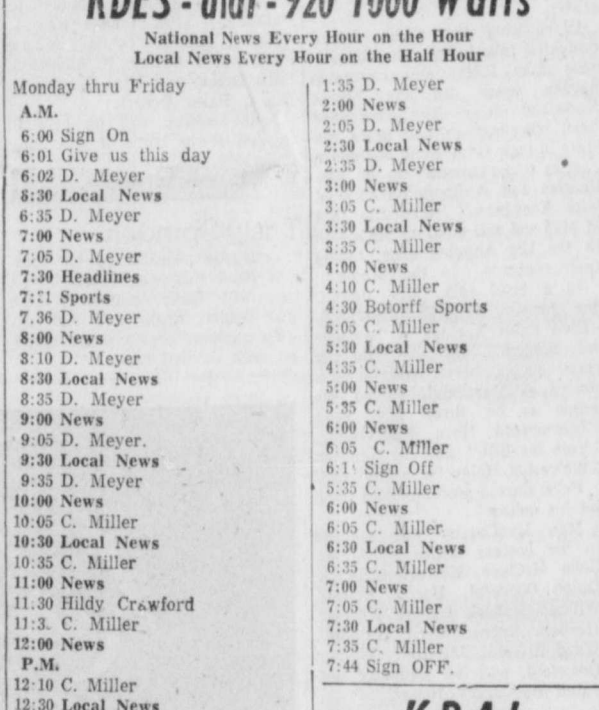 KDES - dial - 920 1000 Watts
National News Every Hour on the Hour
Local News Every Hour on the Half Hour
Monday thru Friday
A.M.
6:00 Sign On
6:01 Give us this day
6:02 D. Meyer
6:30 Local News
6:35 D. Meyer
7:00 News
7:05 D. Meyer
7:30 Headlines
7:31 Sports
7.36 D. Meyer
8:00 News
8:10 D. Meyer
8:30 Local News
8:35 D. Meyer
9:00 News
9:05 D. Meyer.
9:30 Local News
9:35 D. Meyer
10:00 News
10:05 C. Miller
10:30 Local News
10:35 C. Miller
11:00 News
11.30 Hildy Crawford
11:3. C. Miller
12:00 News
P.M.
12:10 C. Miller
12:30 Local News
1:35 D. Meyer
2:00 News
2:05 D. Meyer
2:30 Local News
2:35 D. Meyer
3:00 News
3:05 C. Miller
3:30 Local News
3:35 C. Miller
4:00 News
4:10 C. Miller
4:30 Botorff Sports
5:05 C. Miller
5:30 Local News
4:35 C. Miller
5:00 News
5:35 C. Miller
6:00 News
6:05 C. Miller
Sign Off
5:35 C. Miller
6:00 News
6:05 C. Miller
6:30 Local News
6:35 C. Miller
7:00 News
7:05 C. Miller
7:30 Local News
7:35 C. Miller
7:44 Sign OFF.